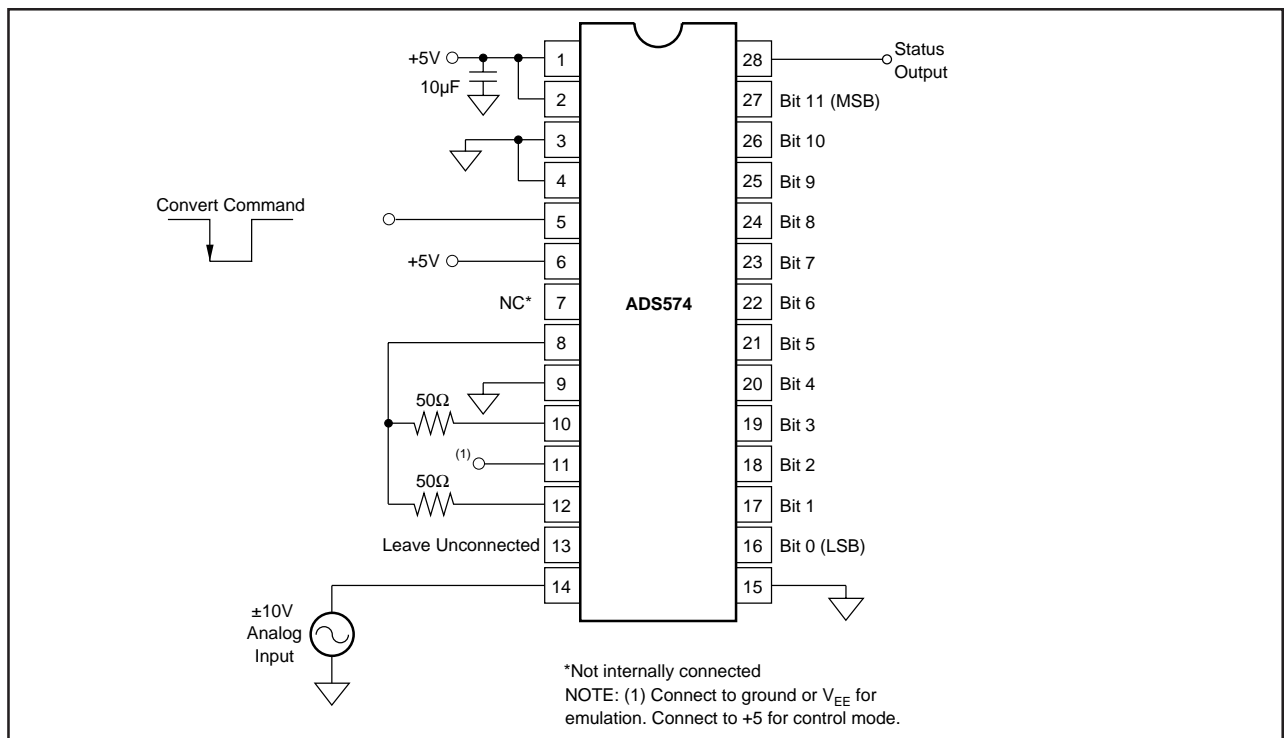 +5V
10µF
1
2
3
4
Convert Command
5
+5V
6
NC*
7
8
9
50Ω
10
(1)
11
50Ω
12
Leave Unconnected
13
14
±10V
Analog
Input
ADS574
28
Status
Output
27
Bit 11 (MSB)
26
Bit 10
25
Bit 9
24
Bit 8
23
Bit 7
22
Bit 6
21
Bit 5
20
Bit 4
19
Bit 3
18
Bit 2
17
Bit 1
16
Bit 0 (LSB)
15
*Not internally connected
NOTE: (1) Connect to ground or VEE for
emulation. Connect to +5 for control mode.